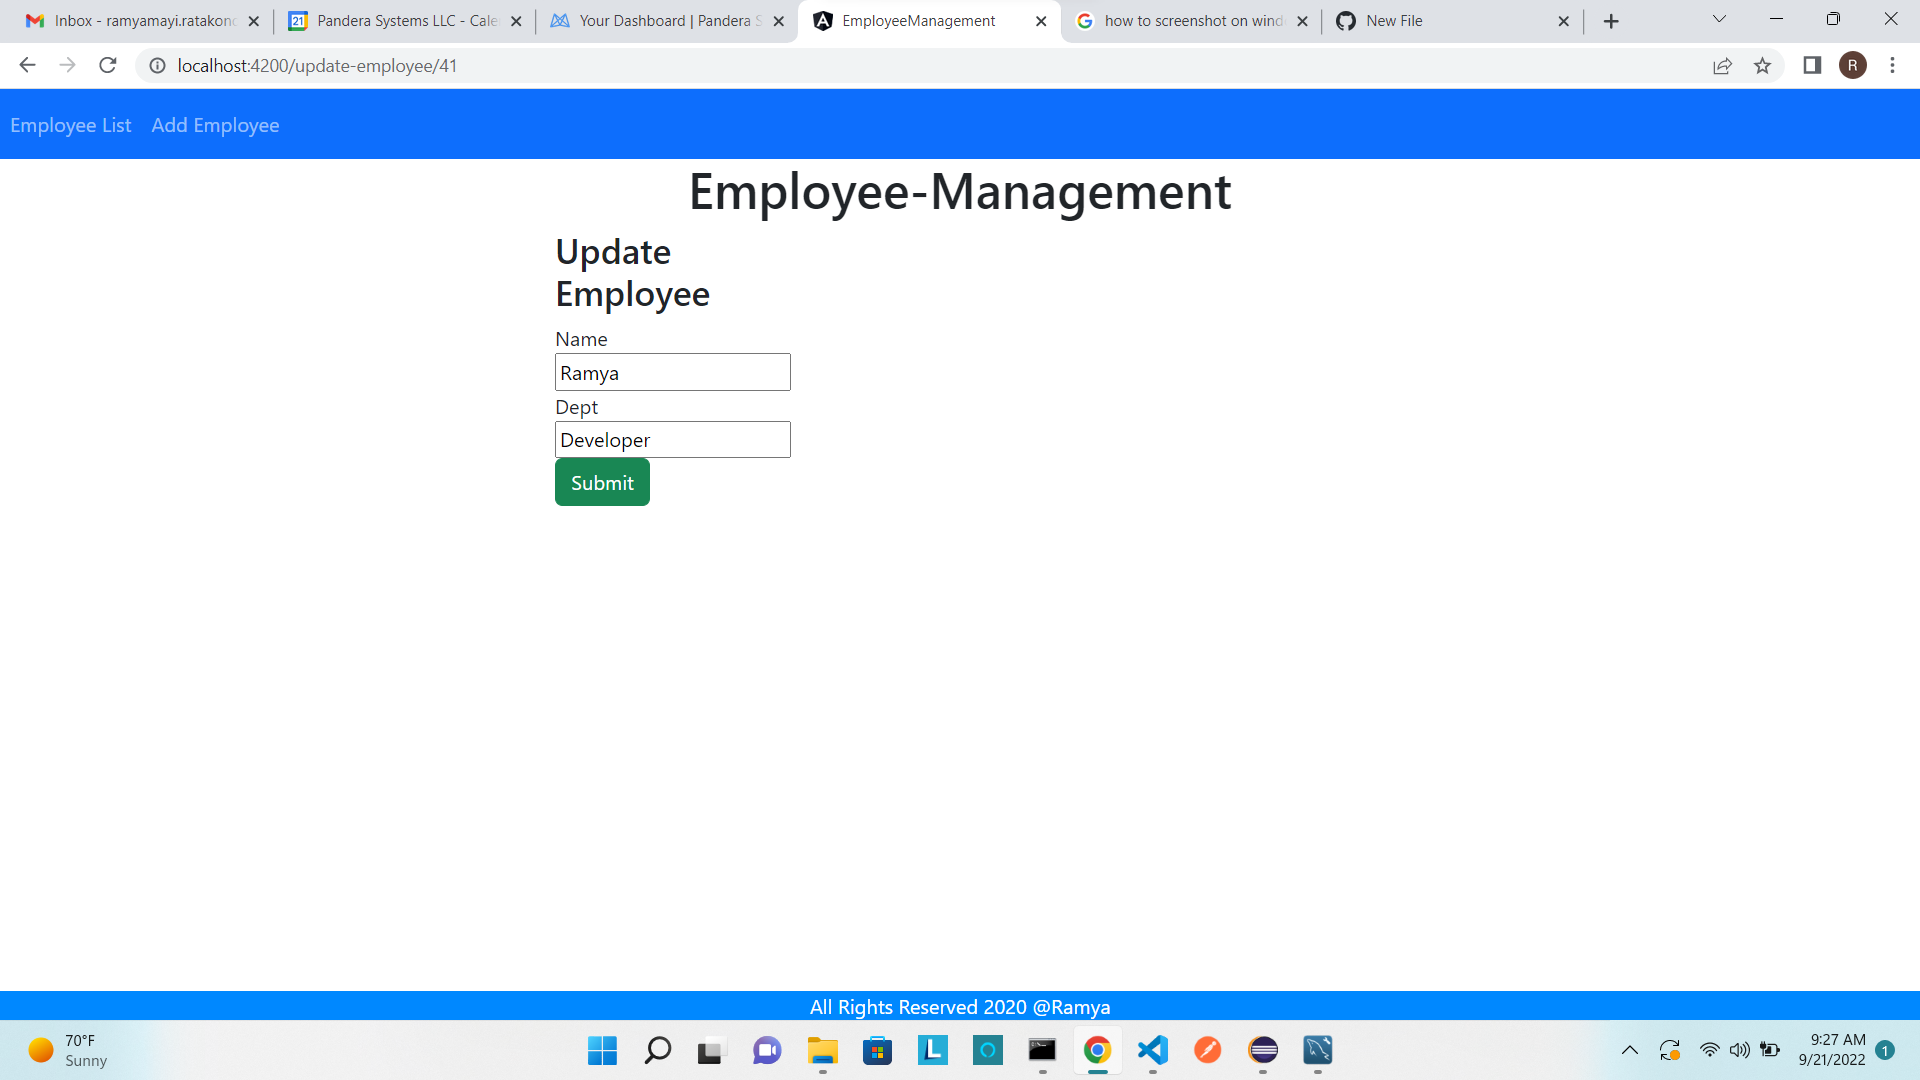 Inbox - ramyamayi.ratakond
21
Pandera Systems LLC - Cale
Your Dashboard | Pandera S
EmployeeManagement
how to screenshot on wind
New File
localhost:4200/update-employee/41
R
Employee List Add Employee
Employee-Management
Update
Employee
Name
Ramya
Dept
Developer
Submit
All Rights Reserved 2020 @Ramya
70°F
Sunny
L
9:27 AM
9/21/2022
1